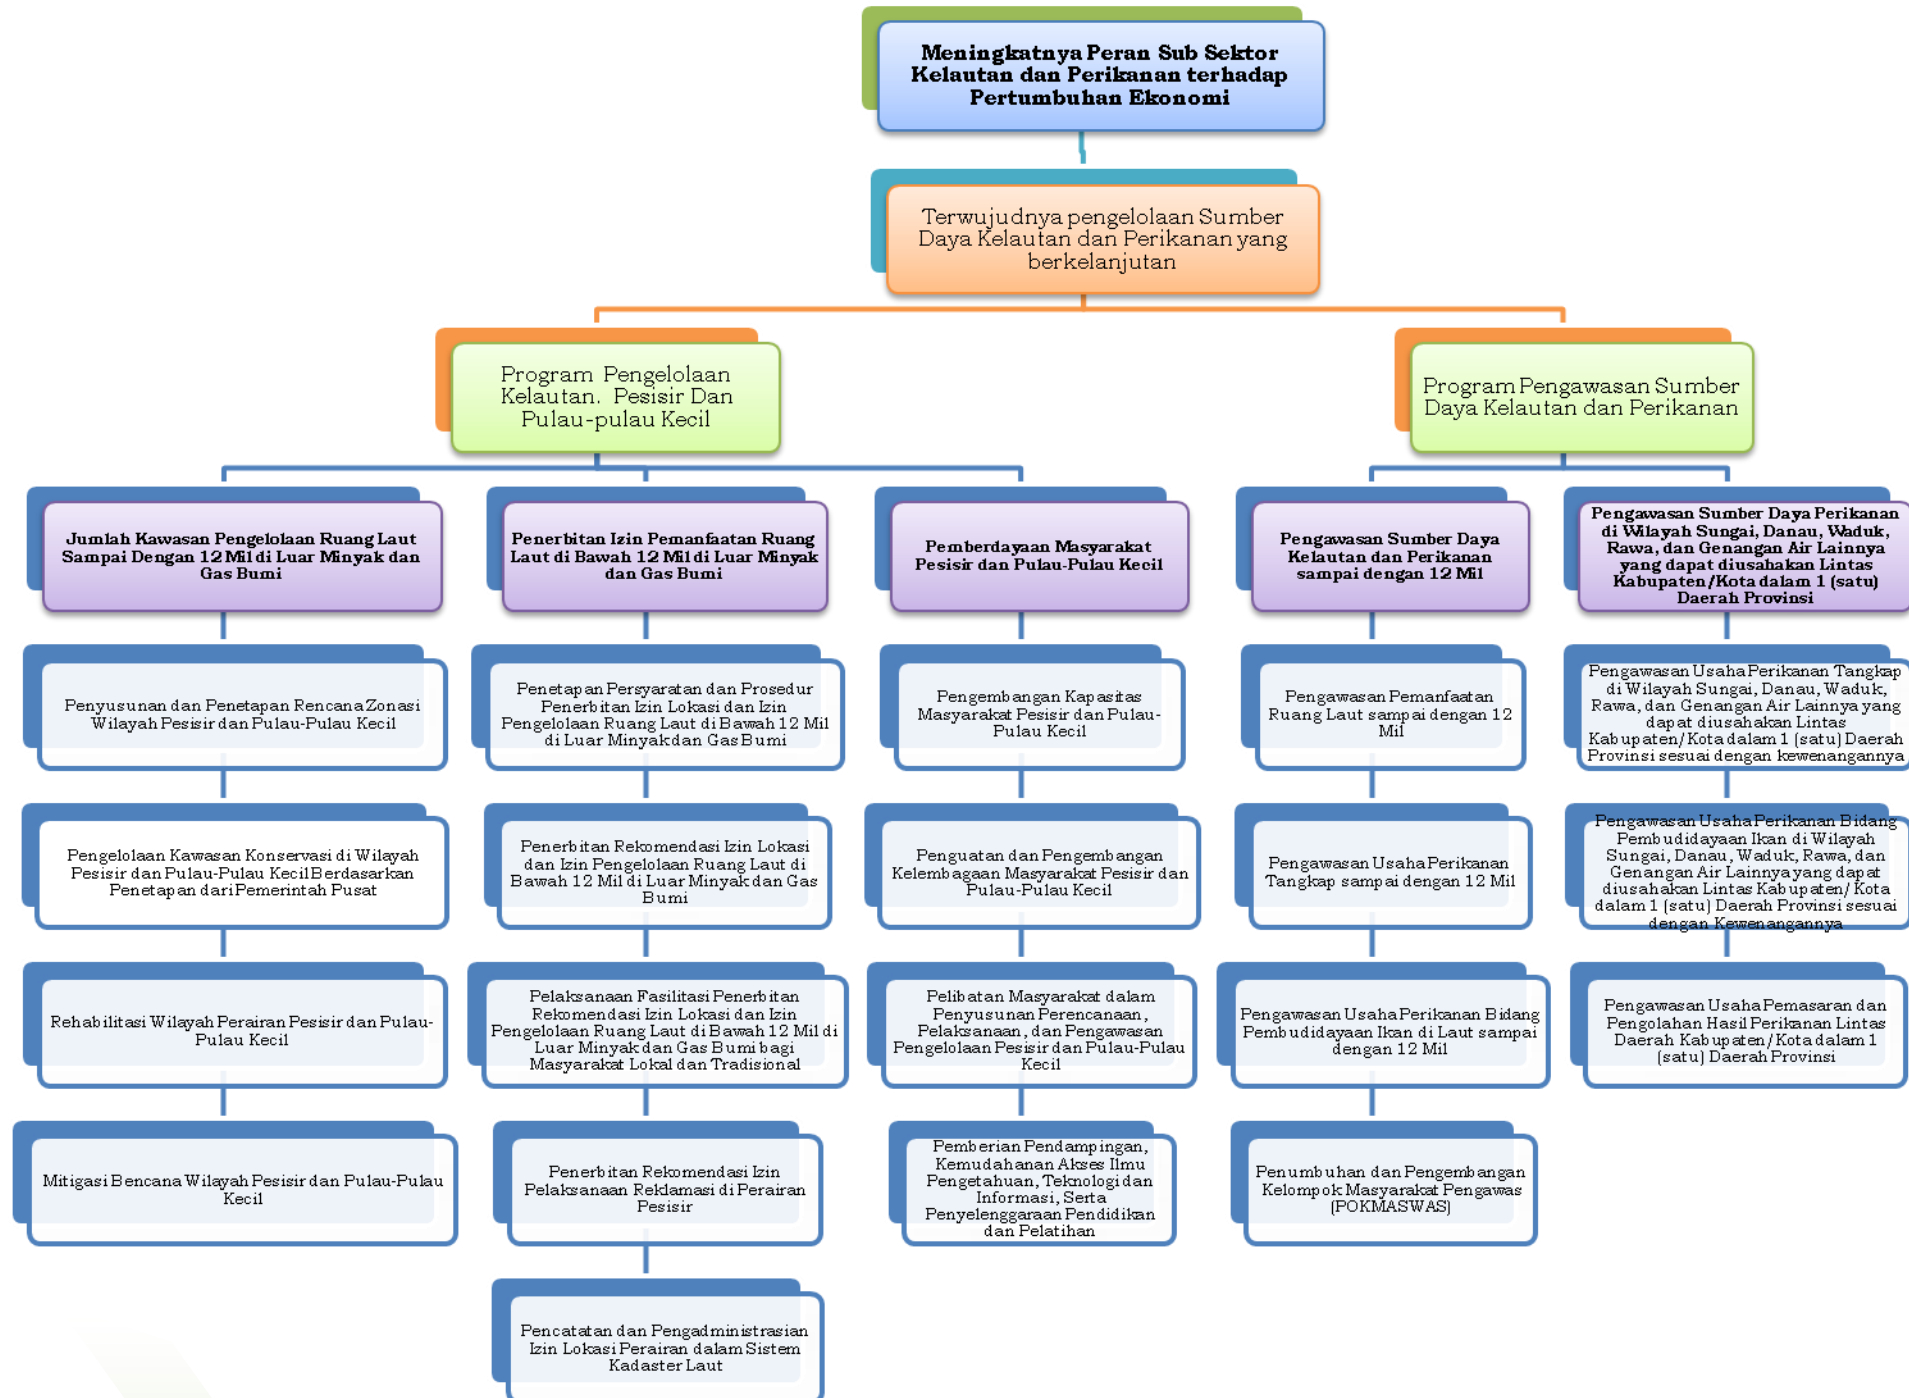 Meningkatnya Peran Sub Sektor
Kelautan dan Perikanan terhadap
Pertumbuhan Ekonomi
Terwujudnya pengelolaan Sumber
Daya Kelautan dan Perikanan yang
berkelanjutan
Program Pengelolaan
Kelautan. Pesisir Dan
Pulau-pulau Kecil
Program Pengawasan Sumber
Daya Kelautan dan Perikanan
Jumlah Kawasan Pengelolaan Ruang Laut
Sampai Dengan 12 Mil di Luar Minyak dan
Gas Bumi
Penyusunan dan Penetapan Rencana Zonasi
Wilayah Pesisir dan Pulau-Pulau Kecil
Pengelolaan Kawasan Konservasi di Wilayah
Pesisir dan Pulau-Pulau Kecil Berdasarkan
Penetapan dari Pemerintah Pusat
Rehabilitasi Wilayah Perairan Pesisir dan Pulau-
Pulau Kecil
Mitigasi Bencana Wilayah Pesisir dan Pulau-Pulau
Kecil
Penerbitan Izin Pemanfaatan Ruang
Laut di Bawah 12 Mil di Luar Minyak
dan Gas Bumi
Penetapan Persyaratan dan Prosedur
Penerbitan Izin Lokasi dan Izin
Pengelolaan Ruang Laut di Bawah 12 Mil
di Luar Minyak dan Gas Bumi
Penerbitan Rekomendasi Izin Lokasi
dan Izin Pengelolaan Ruang Laut di
Bawah 12 Mil di Luar Minyak dan Gas
Bumi
Pelaksanaan Fasilitasi Penerbitan
Rekomendasi Izin Lokasi dan Izin
Pengelolaan Ruang Laut di Bawah 12 Mil di
Luar Minyak dan Gas Bumi bagi
Masyarakat Lokal dan Tradisional
Penerbitan Rekomendasi Izin
Pelaksanaan Reklamasi di Perairan
Pesisir
Pencatatan dan Pengadministrasian
Izin Lokasi Perairan dalam Sistem
Kadaster Laut
Pemberdayaan Masyarakat
Pesisir dan Pulau-Pulau Kecil
Pengembangan Kapasitas
Masyarakat Pesisir dan Pulau-
Pulau Kecil
Penguatan dan Pengembangan
Kelembagaan Masyarakat Pesisir dan
Pulau-Pulau Kecil
Pelibatan Masyarakat dalam
Penyusunan Perencanaan,
Pelaksanaan, dan Pengawasan
Pengelolaan Pesisir dan Pulau-Pulau
Kecil
Pemberian Pendampingan,
Kemudahanan Akses Ilmu
Pengetahuan, Teknologi dan
Informasi, Serta
Penyelenggaraan Pendidikan
dan Pelatihan
Pengawasan Sumber Daya
Kelautan dan Perikanan
sampai dengan 12 Mil
Pengawasan Pemanfaatan
Ruang Laut sampai dengan 12
Mil
Pengawasan Usaha Perikanan
Tangkap sampai dengan 12 Mil
Pengawasan Usaha Perikanan Bidang
Pembudidayaan Ikan di Laut sampai
dengan 12 Mil
Penumbuhan dan Pengembangan
Kelompok Masyarakat Pengawas
(POKMASWAS)
Pengawasan Sumber Daya Perikanan
di Wilayah Sungai, Danau, Waduk,
Rawa, dan Genangan Air Lainnya
yang dapat diusahakan Lintas
Kabupaten/Kota dalam 1 (satu)
Daerah Provinsi
Pengawasan Usaha Perikanan Tangkap
di Wilayah Sungai, Danau, Waduk,
Rawa, dan Genangan Air Lainnya yang
dapat diusahakan Lintas
Kabupaten/Kota dalam 1 (satu) Daerah
Provinsi sesuai dengan kewenangannya
Pengawasan Usaha Perikanan Bidang
Pembudidayaan Ikan di Wilayah
Sungai, Danau, Waduk, Rawa, dan
Genangan Air Lainnya yang dapat
diusahakan Lintas Kabupaten/ Kota
dalam 1 (satu) Daerah Provinsi sesuai
dengan Kewenangannya
Pengawasan Usaha Pemasaran dan
Pengolahan Hasil Perikanan Lintas
Daerah Kabupaten/Kota dalam 1
(satu) Daerah Provinsi